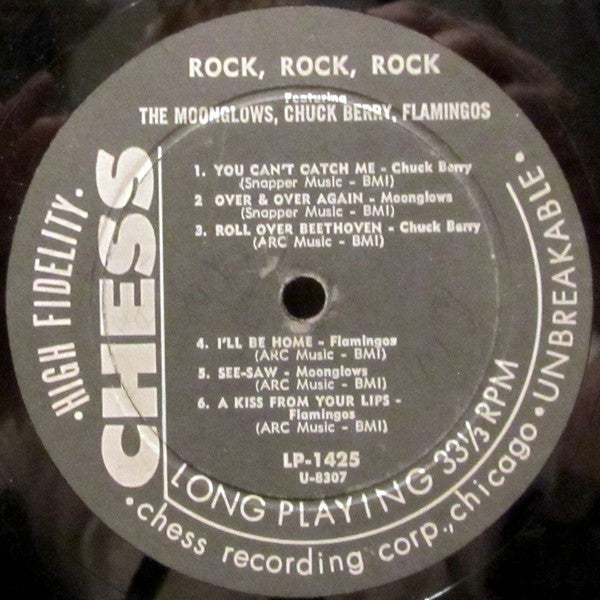 ROCK, ROCK, ROCK
Featuring
THE MOONGLOWS, CHUCK BERRY, FLAMINGOS
1. YOU CAN'T CATCH ME - Chuck Berry
(Snapper Music - BMI)
2 OVER & OVER AGAIN - Moonglows
(Snapper Music - BMI)
3. ROLL OVER BEETHOVEN - Chuck Berry
(ARC Music - BMI)
4. I'LL BE HOME - Flamingos
(ARC Music - BMI)
5. SEE-SAW - Moonglows
(ARC Music - BMI)
6. A KISS FROM YOUR LIPS -
Flamingos
(ARC Music - BMI)
LP-1425
U-8307
CHESS
LONG PLAYING 33⅓ RPM
•HIGH FIDELITY•
•chess recording corp., chicago•UNBREAKABLE•